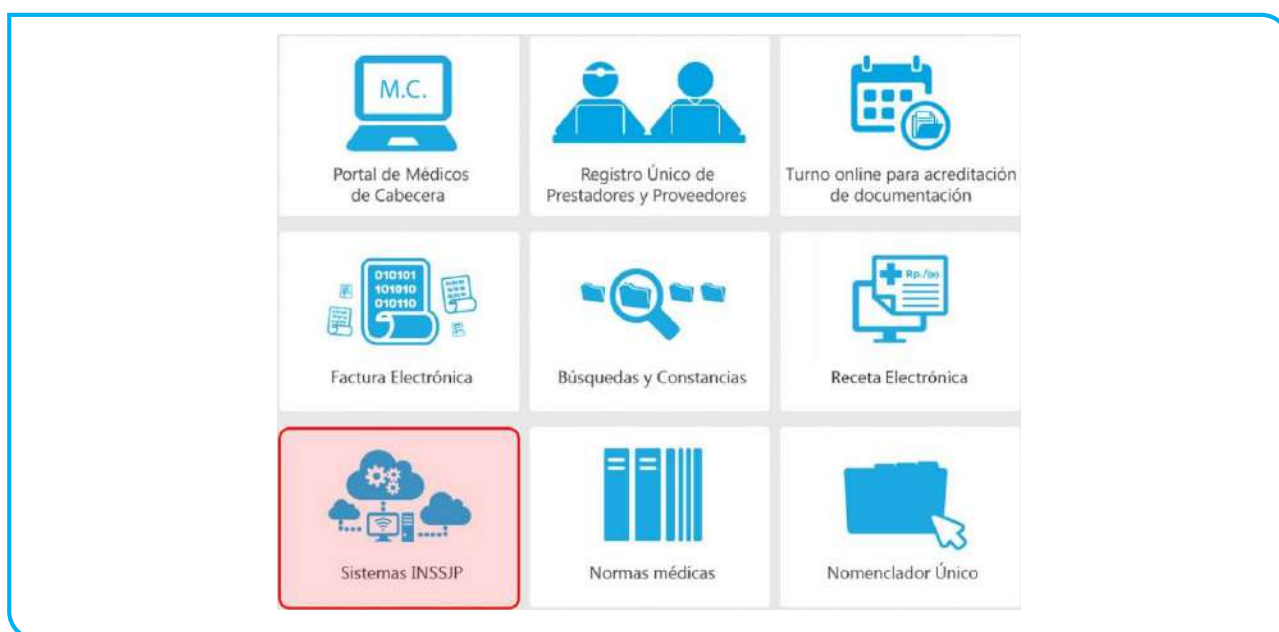 M.C.
Portal de Médicos
de Cabecera
Registro Único de
Prestadores y Proveedores
Turno online para acreditación
de documentación
010101
101010
010110
Factura Electrónica
Búsquedas y Constancias
Rp./
Receta Electrónica
Sistemas INSSJP
Normas médicas
Nomenclador Único